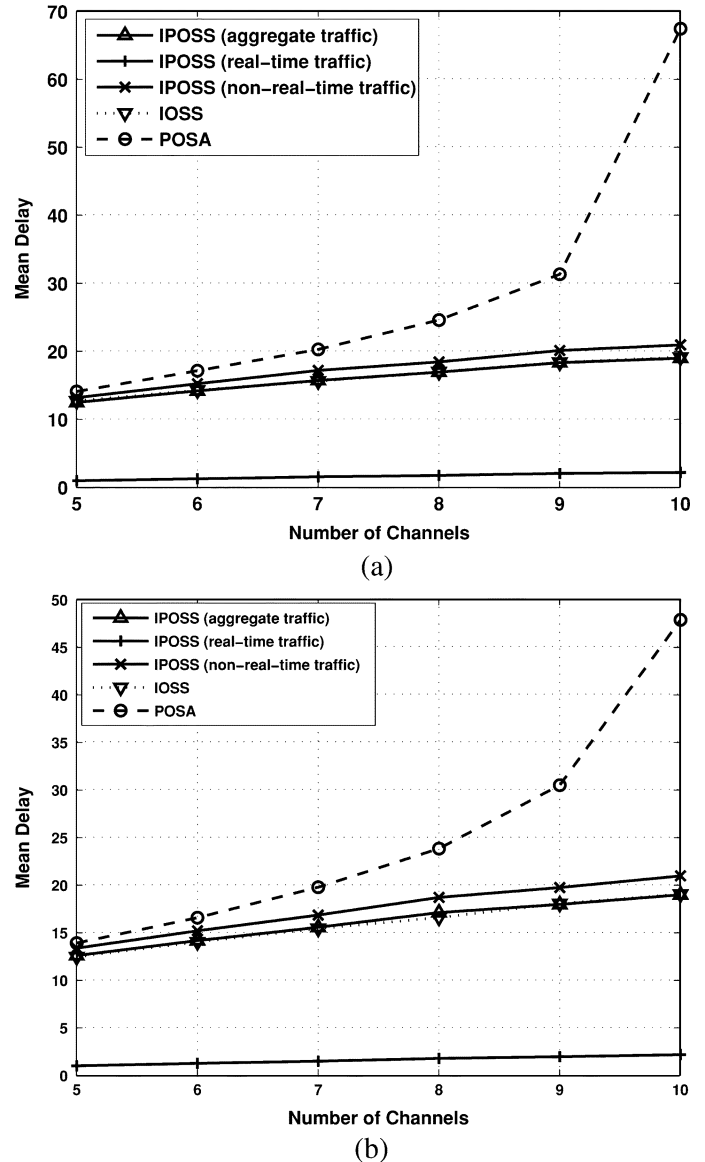 70
60
50
40
30
20
10
0
Mean Delay
IPOSS (aggregate traffic)
IPOSS (real-time traffic)
IPOSS (non-real-time traffic)
IOSS
POSA
5 6 7 8 9 10
Number of Channels
(a)
50
45
40
35
30
25
20
15
10
5
0
Mean Delay
IPOSS (aggregate traffic)
IPOSS (real-time traffic)
IPOSS (non-real-time traffic)
IOSS
POSA
5 6 7 8 9 10
Number of Channels
(b)